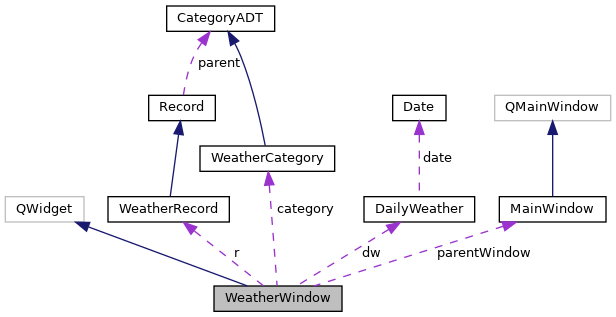 CategoryADT
parent
Record
Date
QMainWindow
WeatherCategory
date
QWidget
WeatherRecord
category
DailyWeather
MainWindow
r
dw
parentWindow
WeatherWindow